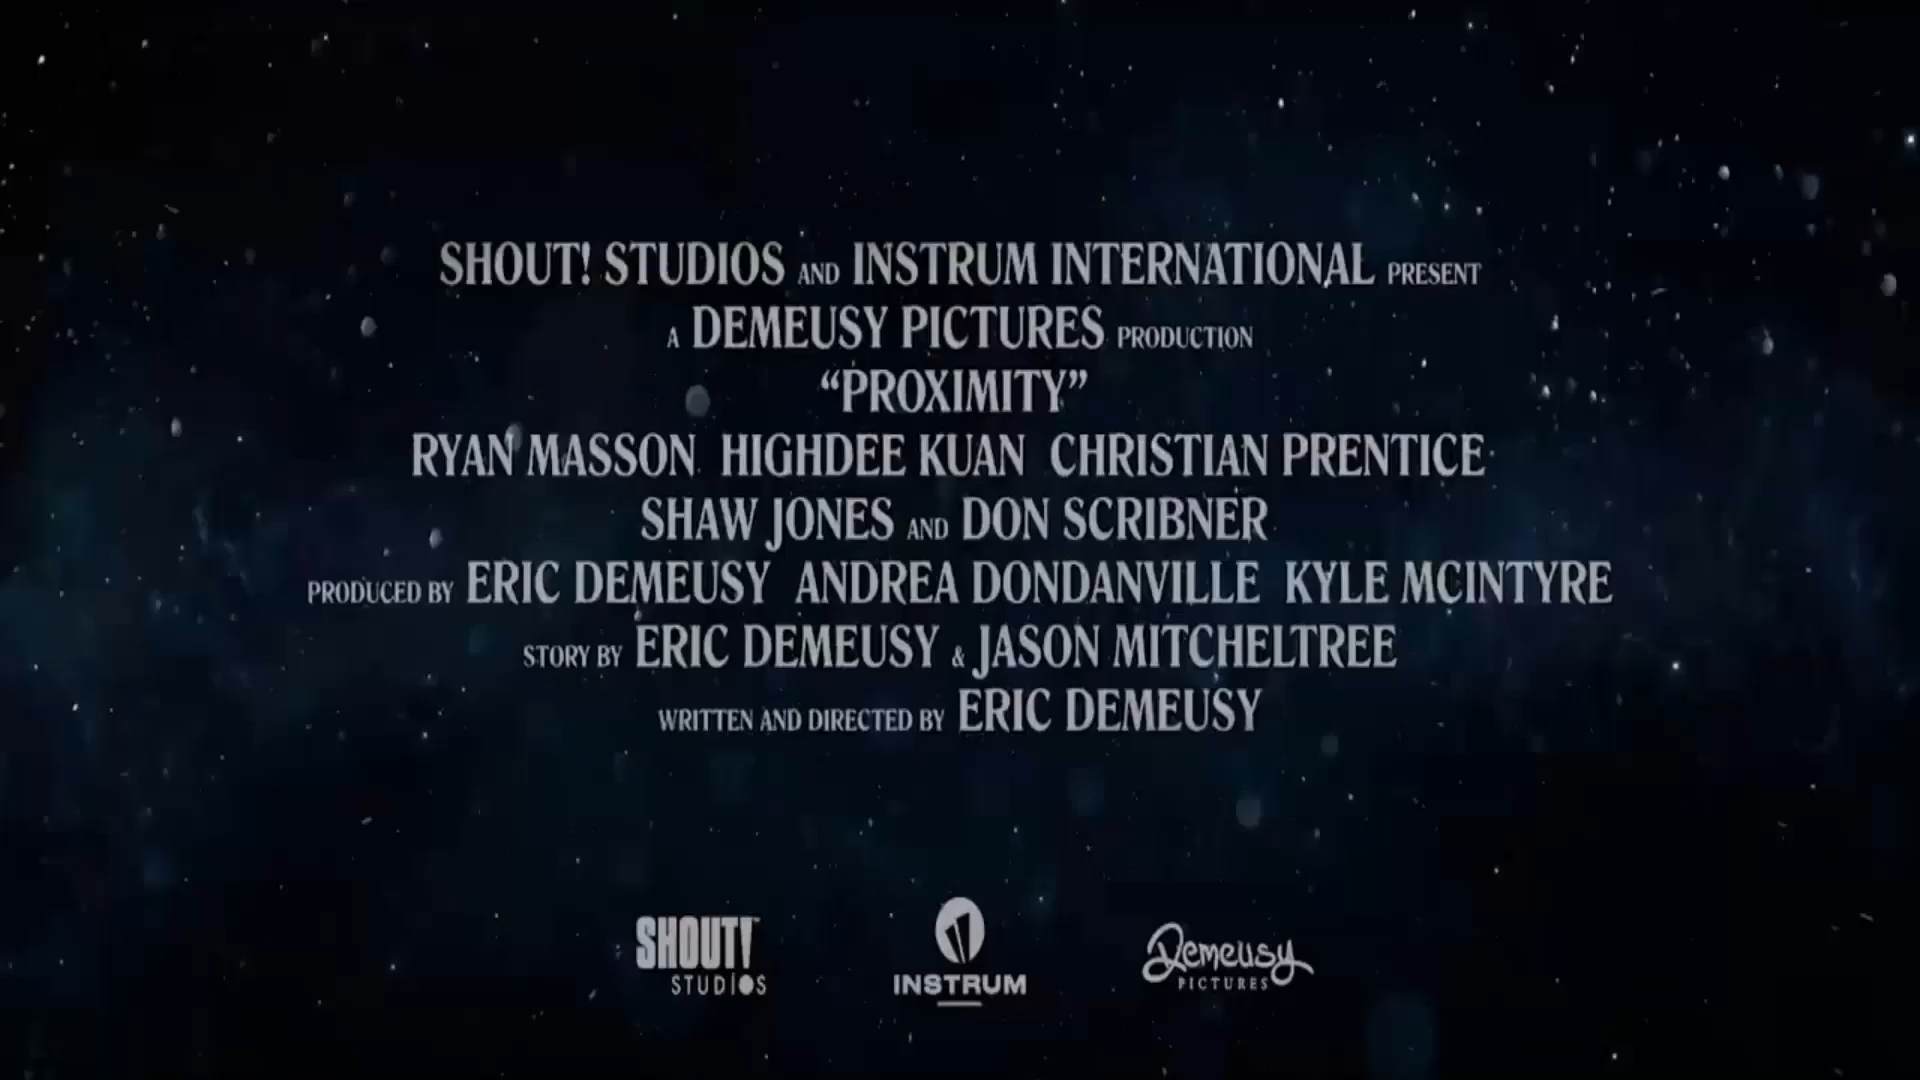 SHOUT! STUDIOS AND INSTRUM INTERNATIONAL PRESENT
A DEMEUSY PICTURES PRODUCTION
“PROXIMITY”
RYAN MASSON HIGHDEE KUAN CHRISTIAN PRENTICE
SHAW JONES AND DON SCRIBNER
PRODUCED BY ERIC DEMEUSY ANDREA DONDANVILLE KYLE MCINTYRE
STORY BY ERIC DEMEUSY & JASON MITCHELTREE
WRITTEN AND DIRECTED BY ERIC DEMEUSY
SHOUT!
STUDIOS
INSTRUM
Demeusy
PICTURES